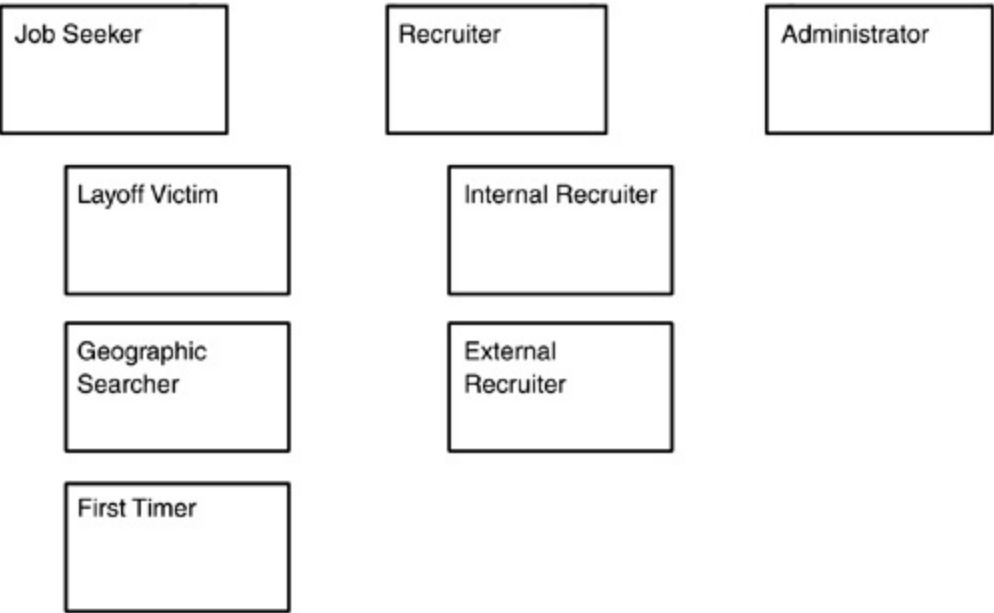 Job Seeker
Recruiter
Administrator
Layoff Victim
Internal Recruiter
Geographic
Searcher
External
Recruiter
First Timer